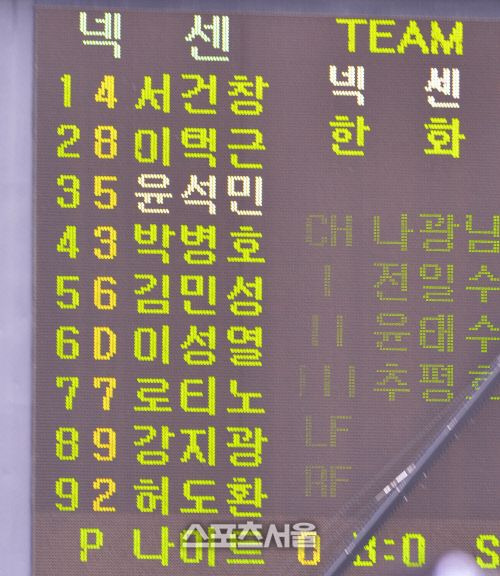 넥 센 TEAM
1 4 서건창 넥 센
2 8 이택근 한 화
3 5 윤석민
4 3 박병호 CH 나광남
5 6 김민성 I 전일수
6 D 이성열 II 윤태수
7 7 로티노 III 추평호
8 9 강지광 LF
9 2 허도환 RF
P 나이트 0 B:0 S
스포츠서울